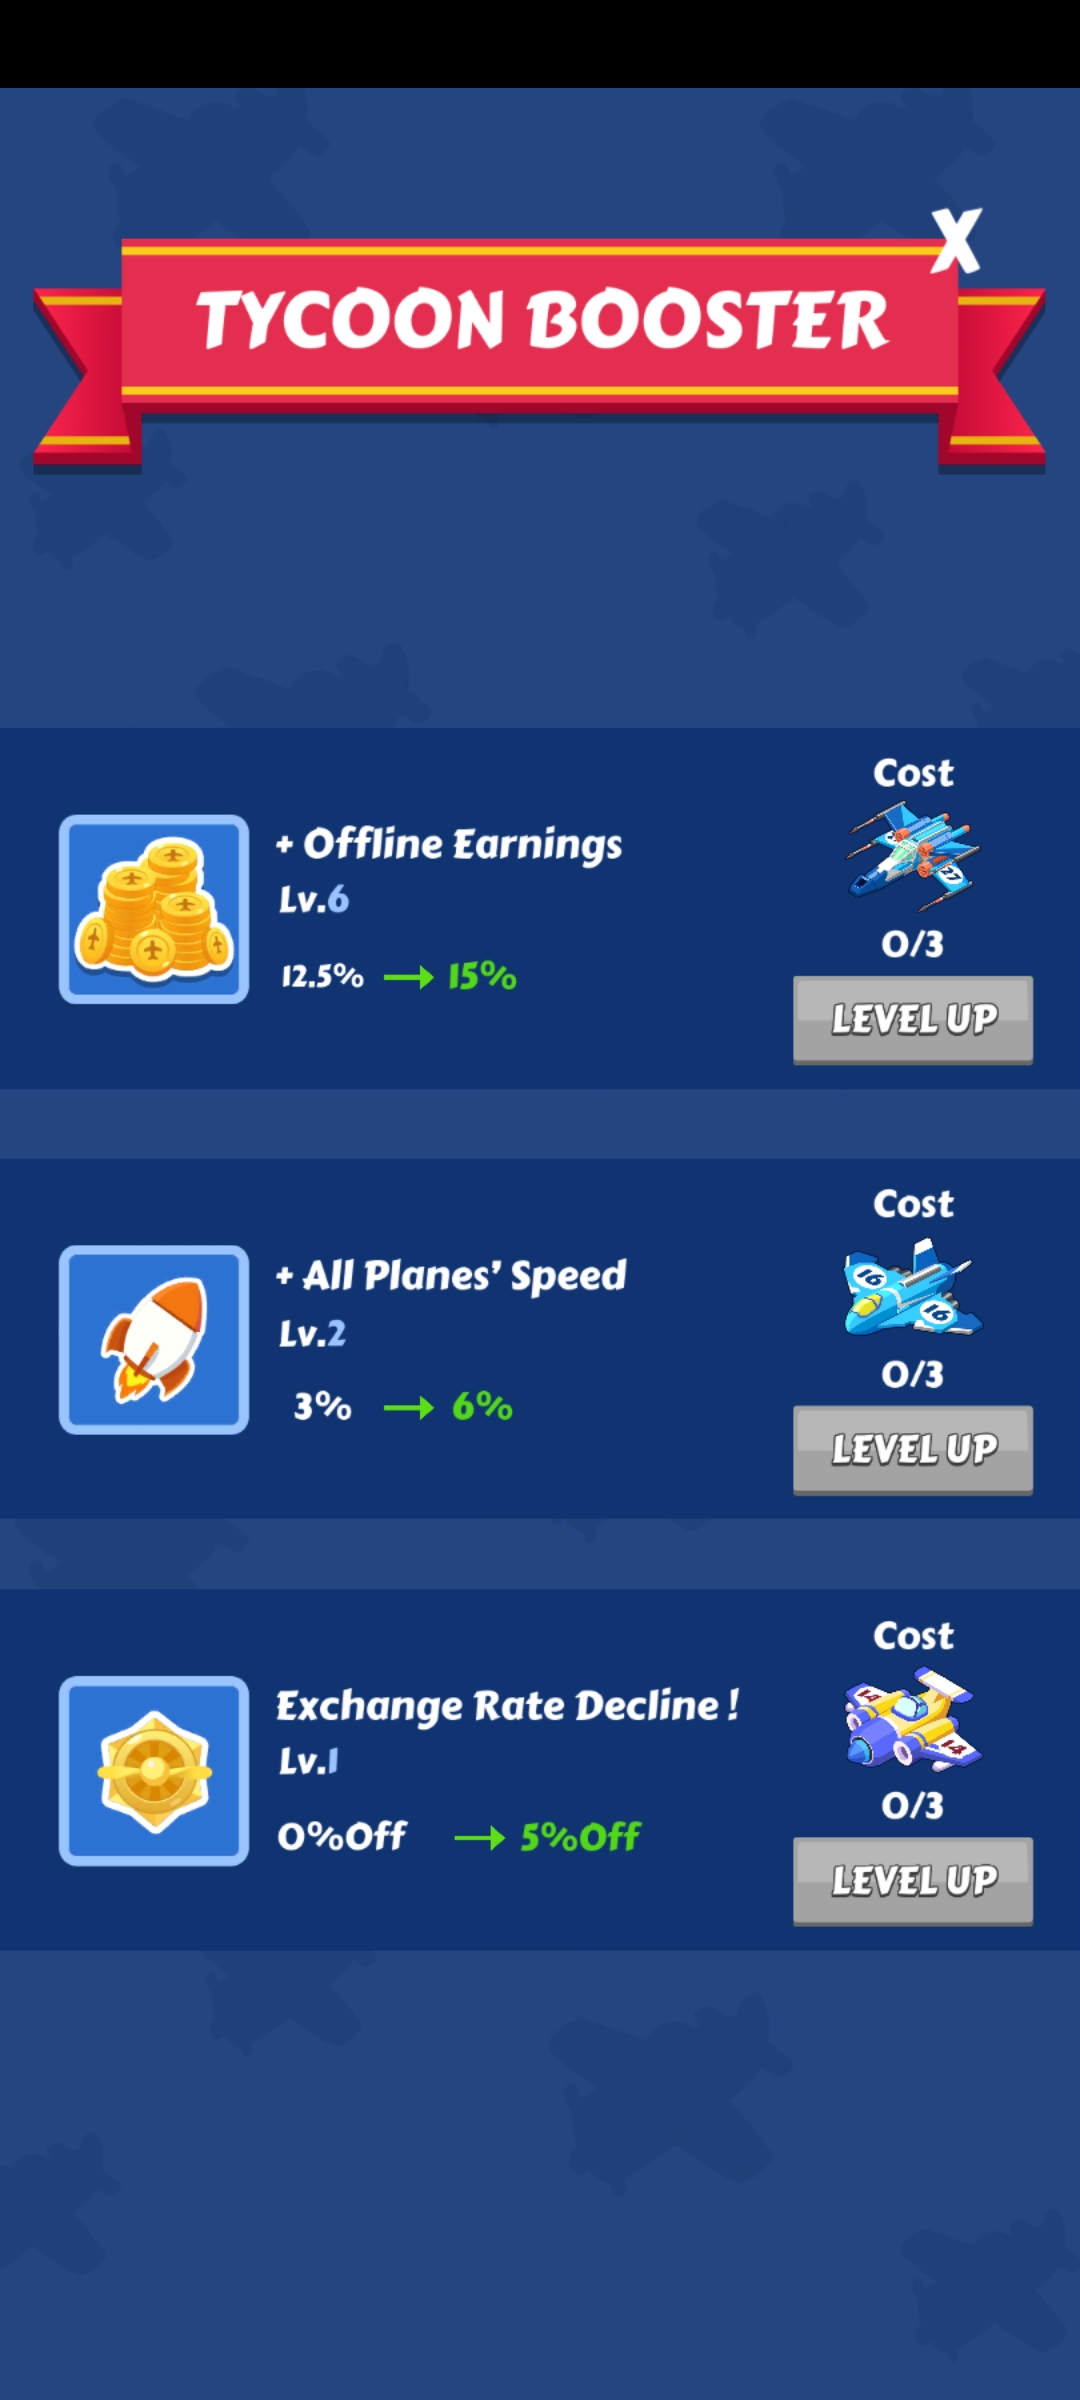 X
TYCOON BOOSTER
Cost
+ Offline Earnings
Lv.6
27
0/3
12.5% → 15%
LEVEL UP
Cost
+ All Planes' Speed
16
16
Lv.2
0/3
3% → 6%
LEVEL UP
Cost
Exchange Rate Decline !
14
14
Lv.1
0/3
0%Off → 5%Off
LEVEL UP